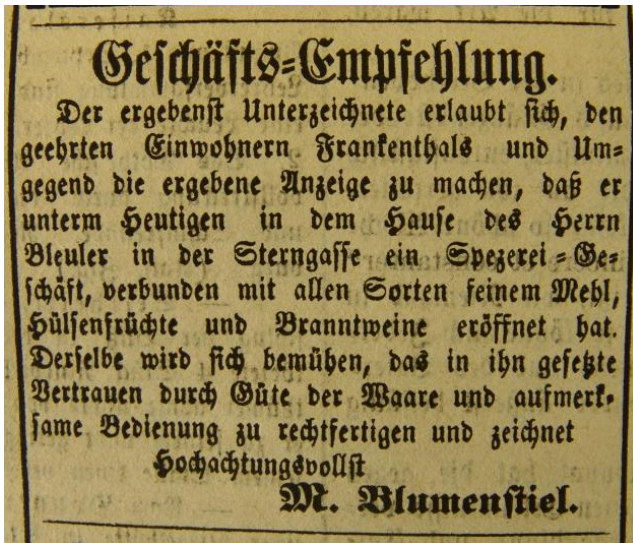 Geschäfts-Empfehlung.
Der ergebenst Unterzeichnete erlaubt sich, den
geehrten Einwohnern Frankenthals und Um-
gegend die ergebene Anzeige zu machen, daß er
unterm Heutigen in dem Hause des Herrn
Bleuler in der Sterngasse ein Spezerei-Ge-
schäft, verbunden mit allen Sorten feinem Mehl,
Hülsenfrüchte und Branntweine eröffnet hat.
Derselbe wird sich bemühen, das in ihn gesetzte
Vertrauen durch Güte der Waare und aufmerk-
same Bedienung zu rechtfertigen und zeichnet
Hochachtungsvollst
M. Blumenstiel.